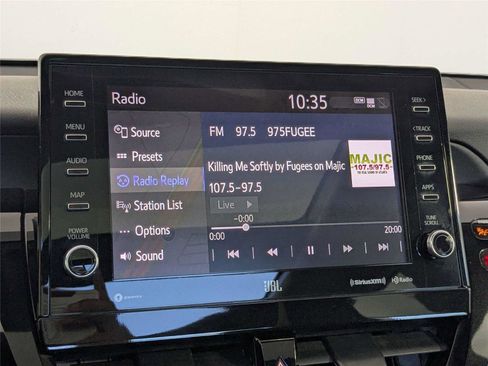 HOME
MENU
AUDIO
MAP
POWER
VOLUME
SEEK >
< TRACK
PHONE
APPS
TUNE
SCROLL
Radio
10:35
DCM
Source
Presets
Radio Replay
Station List
Options
Sound
FM 97.5 975FUGEE
Killing Me Softly by Fugees on Majic
107.5-97.5
MAJIC
107.5/97.5
Live
-0:00
0:00
20:00
JBL
SiriusXM
HD Radio